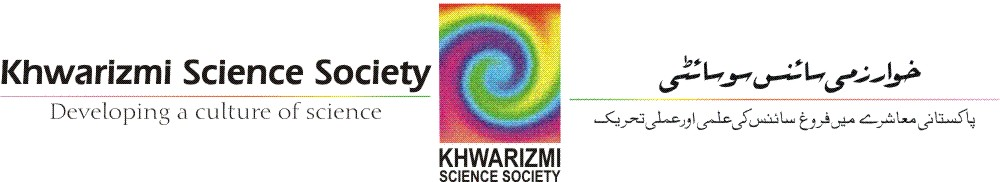 Khwarizmi Science Society
Developing a culture of science
KHWARIZMI
SCIENCE SOCIETY
خوارزمی سائنس سوسائٹی
پاکستانی معاشرے میں فروغ سائنس کی علمی اور عملی تحریک